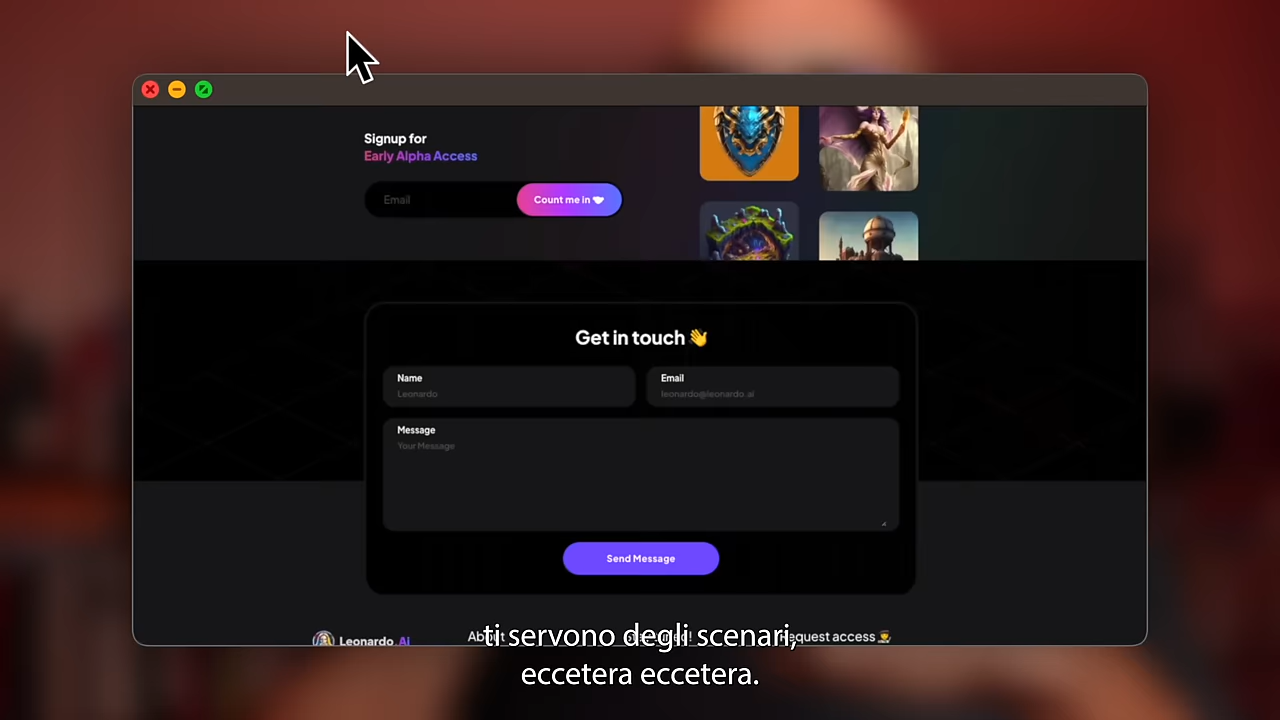 Signup for
Early Alpha Access
Email
Count me in
Get in touch 👋
Name
Leonardo
Email
leonardo@leonardo.ai
Message
Your Message
Send Message
Leonardo.Ai
About
Request access
ti servono degli scenari,
eccetera eccetera.